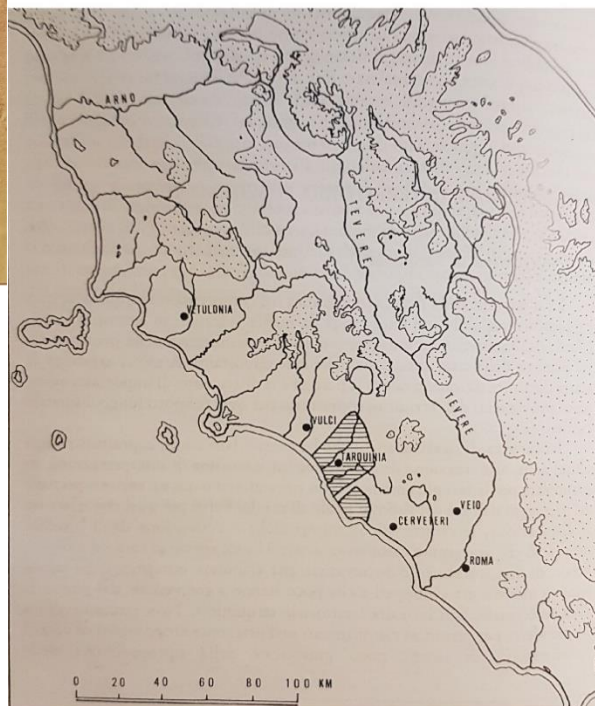 ARNO
TEVERE
VETULONIA
TEVERE
VULCI
TARQUINIA
VEIO
CERVETERI
ROMA
0 20 40 60 80 100 KM